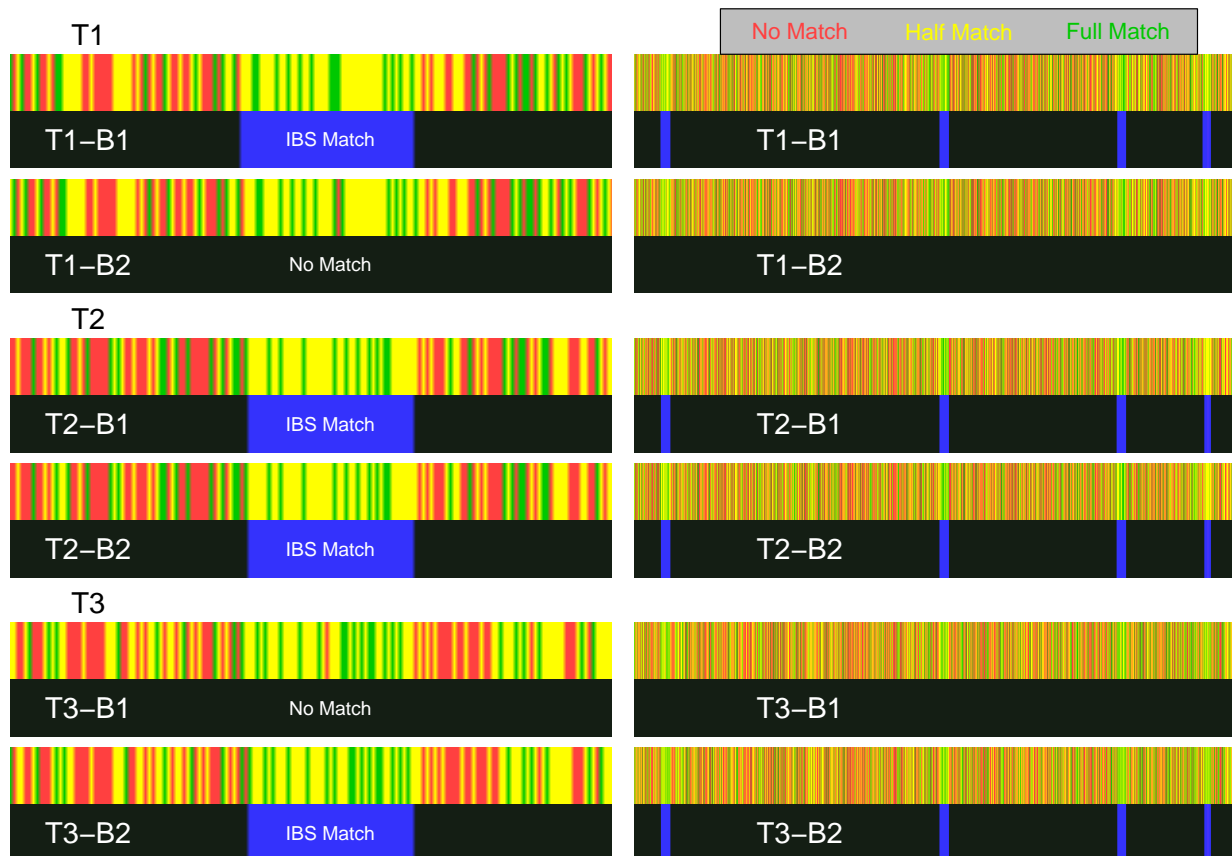 T1
No Match Half Match Full Match
T1–B1 IBS Match T1–B1
T1–B2 No Match T1–B2
T2
T2–B1 IBS Match T2–B1
T2–B2 IBS Match T2–B2
T3
T3–B1 No Match T3–B1
T3–B2 IBS Match T3–B2